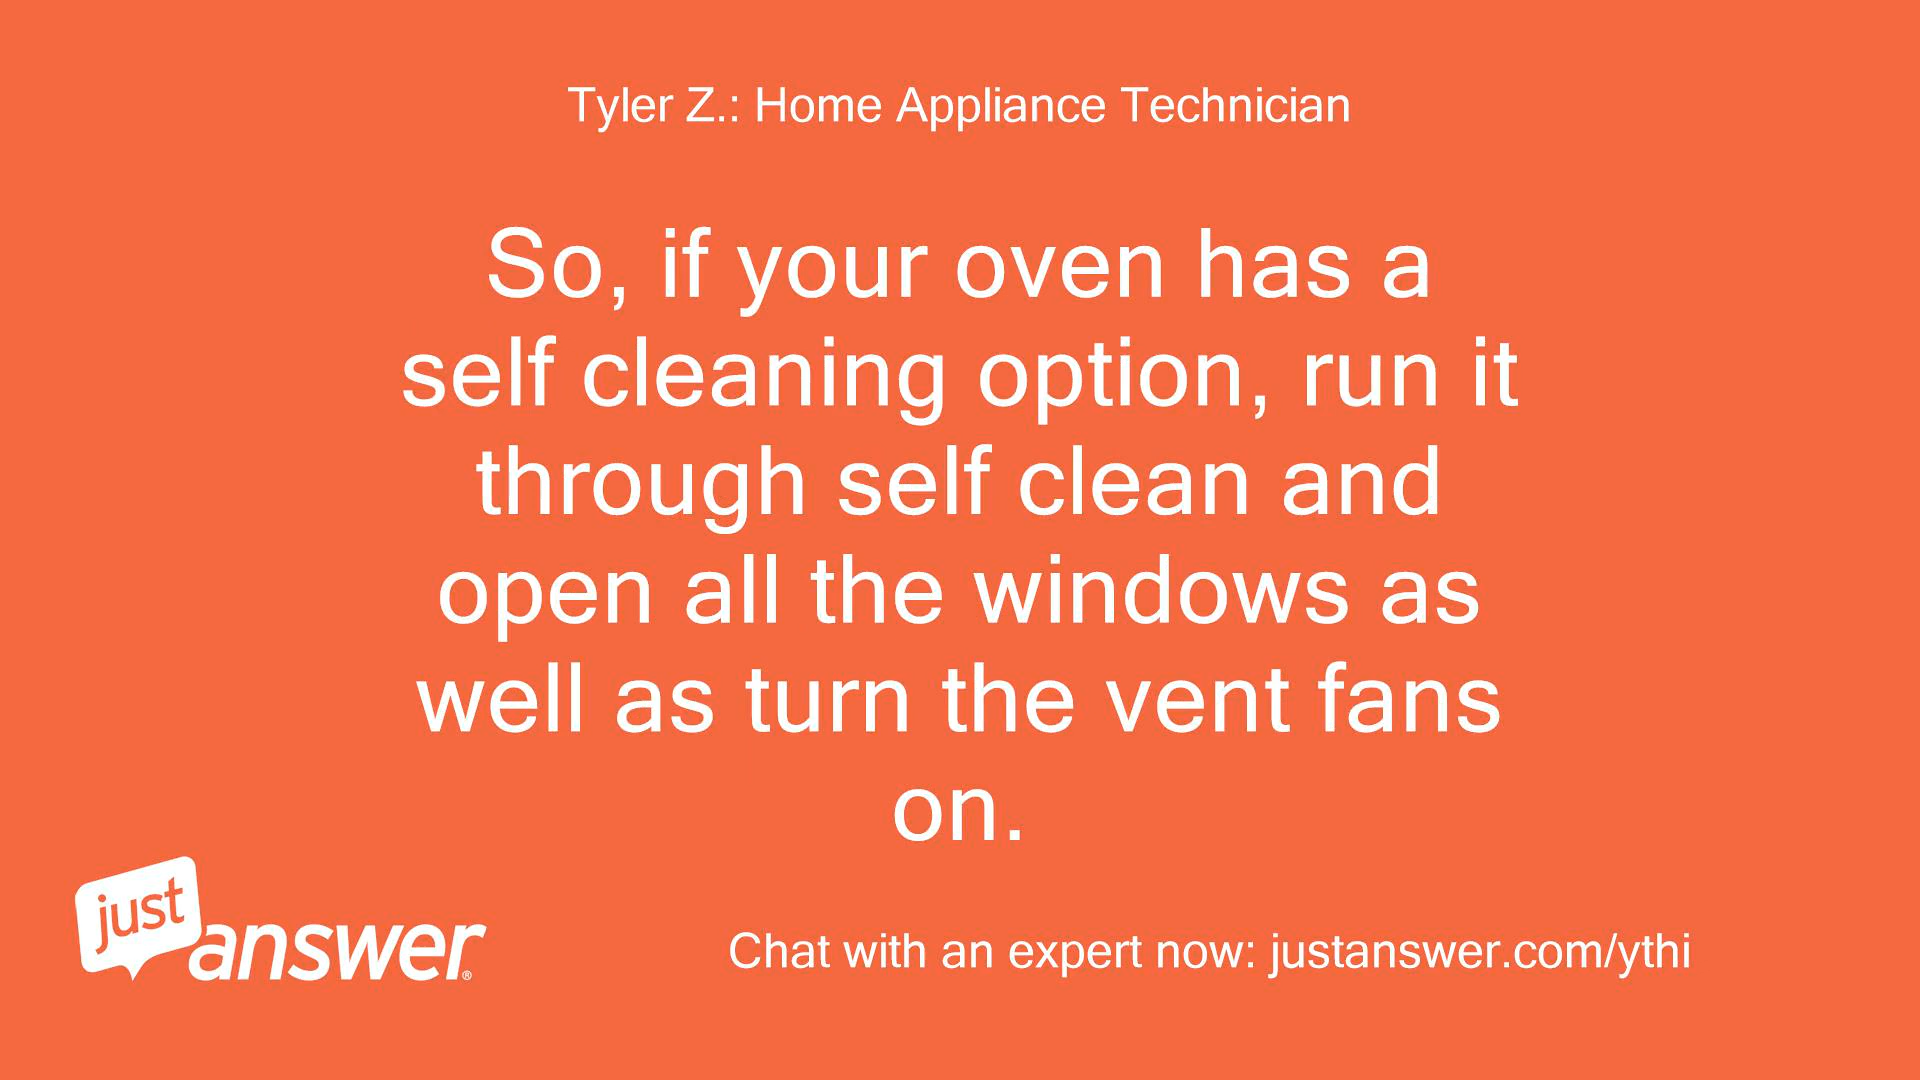 Tyler Z.: Home Appliance Technician
So, if your oven has a
self cleaning option, run it
through self clean and
open all the windows as
well as turn the vent fans
on.
just
answer®
Chat with an expert now: justanswer.com/ythi